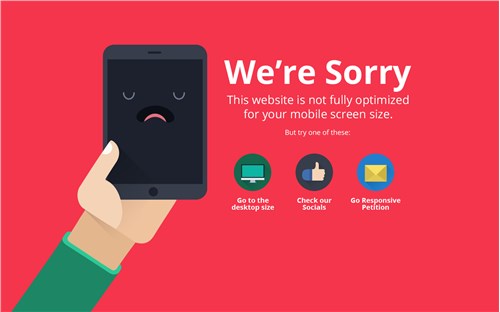 We're Sorry
This website is not fully optimized
for your mobile screen size.
But try one of these:
Go to the
desktop size
Check our
Socials
Go Responsive
Petition